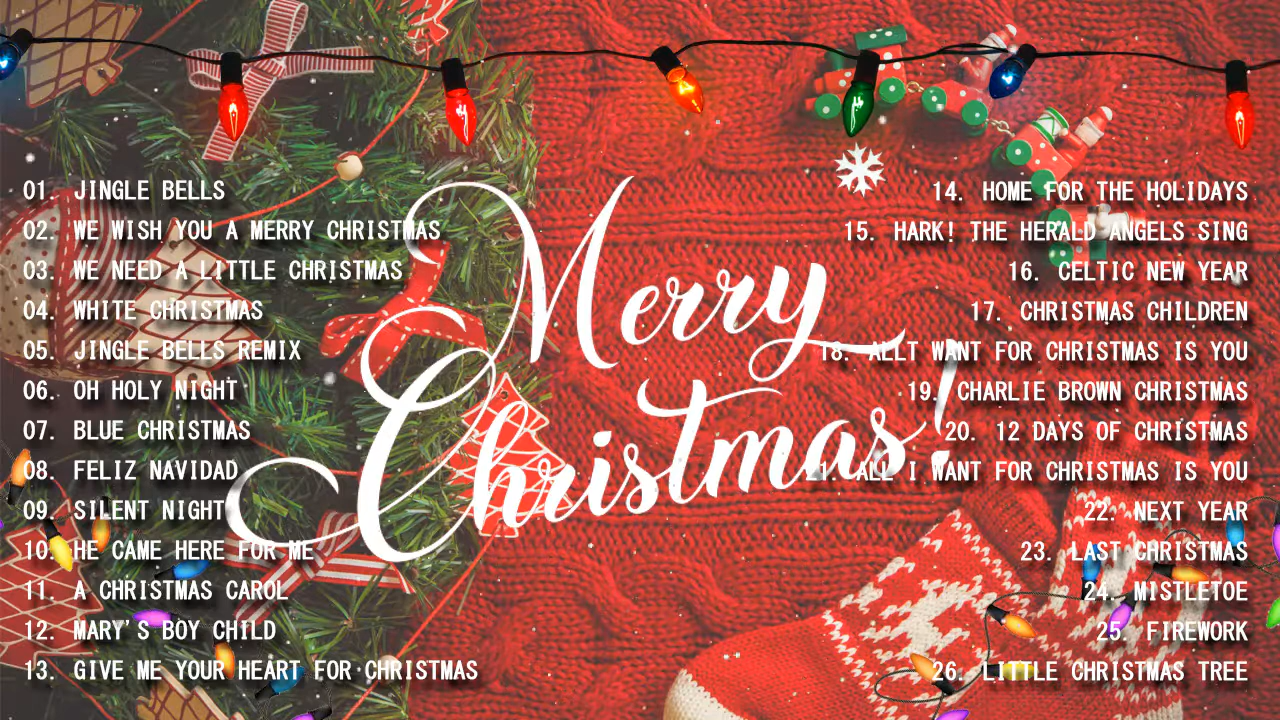 01. JINGLE BELLS
02. WE WISH YOU A MERRY CHRISTMAS
03. WE NEED A LITTLE CHRISTMAS
04. WHITE CHRISTMAS
05. JINGLE BELLS REMIX
06. OH HOLY NIGHT
07. BLUE CHRISTMAS
08. FELIZ NAVIDAD
09. SILENT NIGHT
10. HE CAME HERE FOR ME
11. A CHRISTMAS CAROL
12. MARY'S BOY CHILD
13. GIVE ME YOUR HEART FOR CHRISTMAS
Merry
Christmas!
14. HOME FOR THE HOLIDAYS
15. HARK! THE HERALD ANGELS SING
16. CELTIC NEW YEAR
17. CHRISTMAS CHILDREN
18. ALLT WANT FOR CHRISTMAS IS YOU
19. CHARLIE BROWN CHRISTMAS
20. 12 DAYS OF CHRISTMAS
21. ALL I WANT FOR CHRISTMAS IS YOU
22. NEXT YEAR
23. LAST CHRISTMAS
24. MISTLETOE
25. FIREWORK
26. LITTLE CHRISTMAS TREE